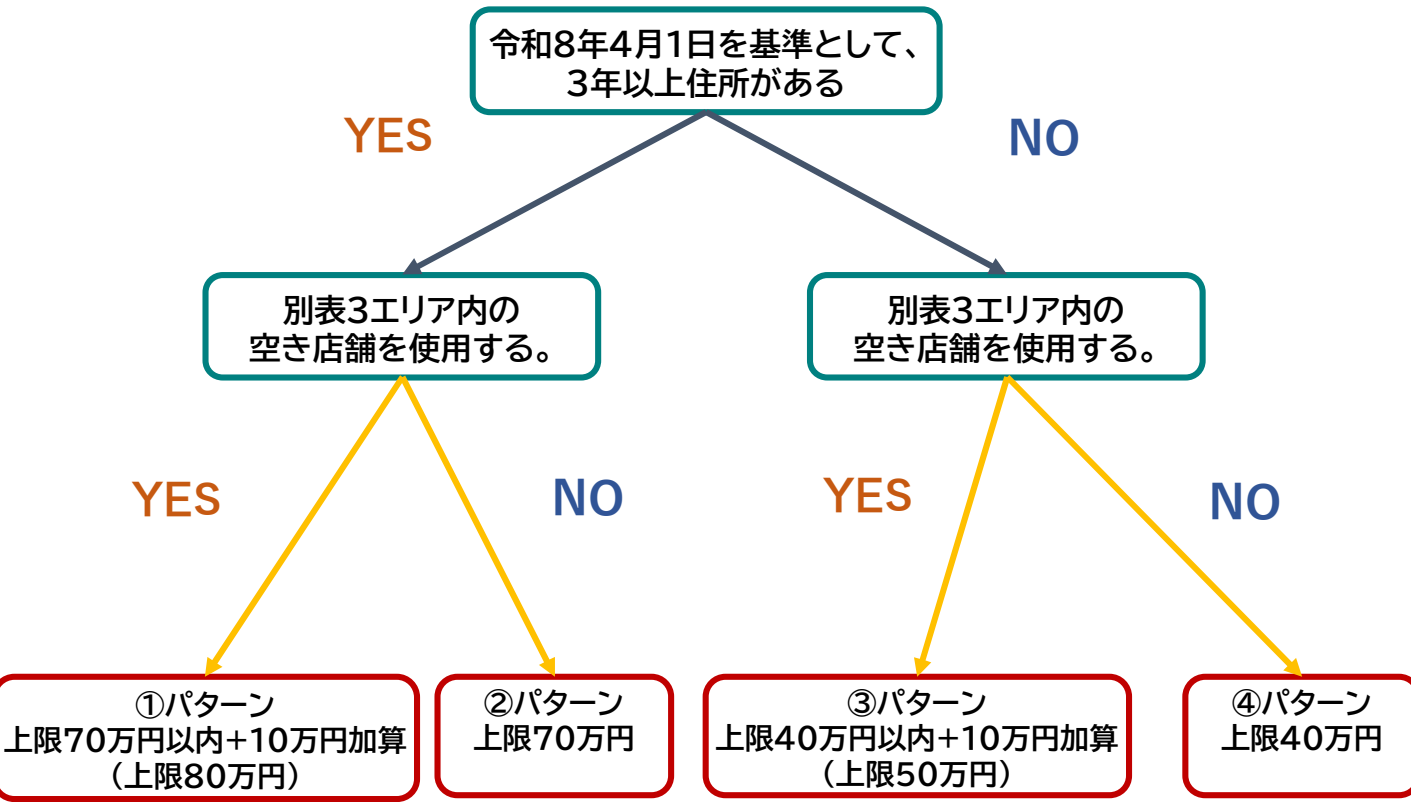 令和8年4月1日を基準として、
3年以上住所がある
YES
NO
別表3エリア内の
空き店舗を使用する。
別表3エリア内の
空き店舗を使用する。
YES
NO
YES
NO
①パターン
上限70万円以内+10万円加算
(上限80万円)
②パターン
上限70万円
③パターン
上限40万円以内+10万円加算
(上限50万円)
④パターン
上限40万円